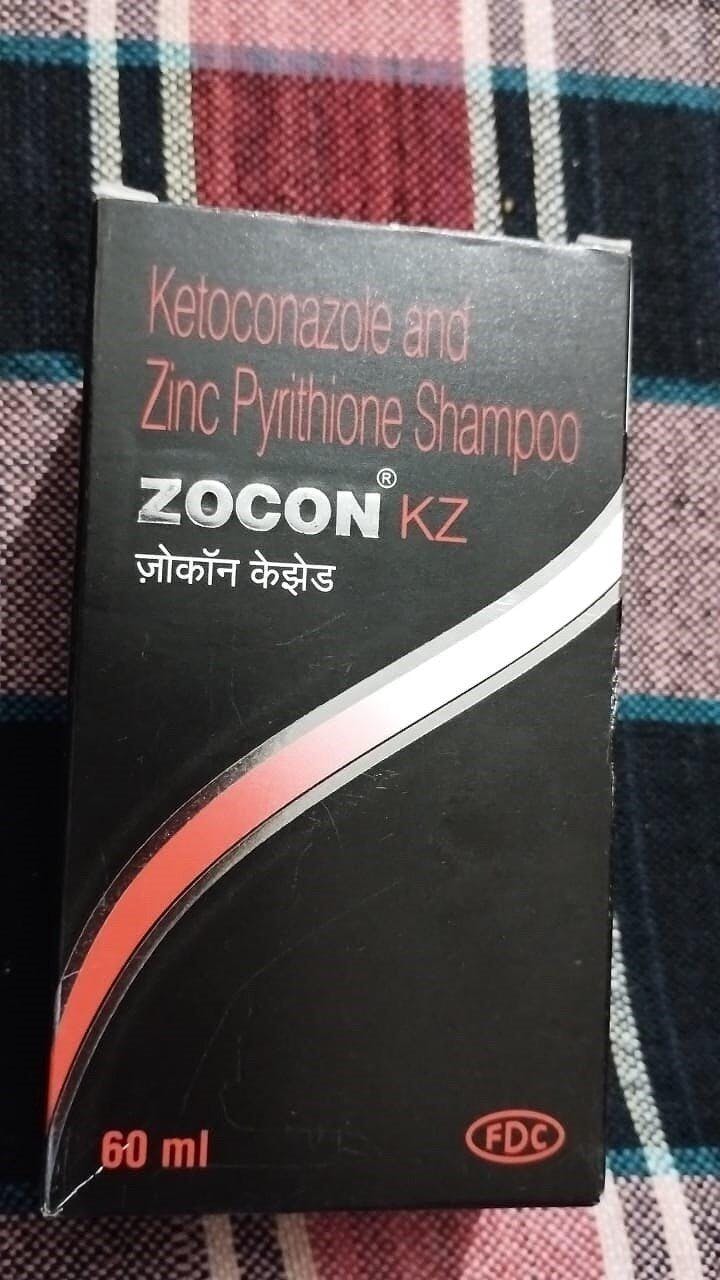 Ketoconazole and
Zinc Pyrithione Shampoo
ZOCON® KZ
ज़ोकॉन केझेड
60 ml
FDC